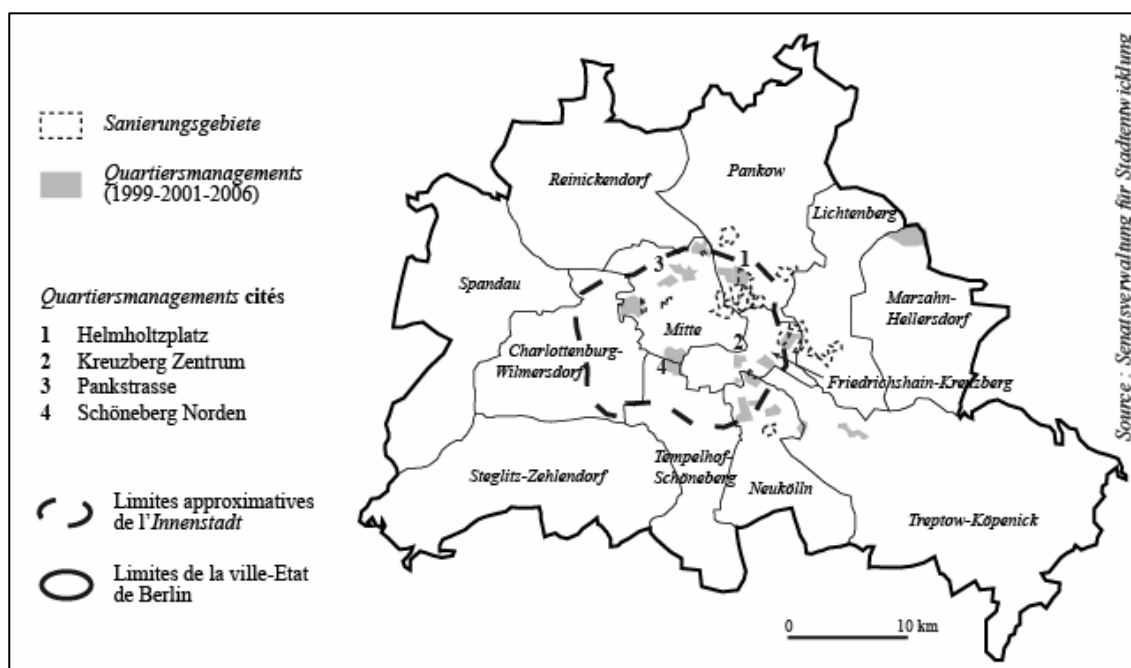 Sanierungsgebiete
Quartiersmanagements
(1999-2001-2006)
Quartiersmanagements cités
1 Helmholtzplatz
2 Kreuzberg Zentrum
3 Pankstrasse
4 Schöneberg Norden
Limites approximatives
de l'Innenstadt
Limites de la ville-Etat
de Berlin
Reinickendorf
Pankow
Lichtenberg
Spandau
3
1
Marzahn-
Hellersdorf
Mitte
2
Charlottenburg-
Wilmersdorf
4
Friedrichshain-Kreuzberg
Steglitz-Zehlendorf
Tempelhof-
Schöneberg
Neukölln
Treptow-Köpenick
0 10 km
Source : Senatsverwaltung für Stadtentwicklung